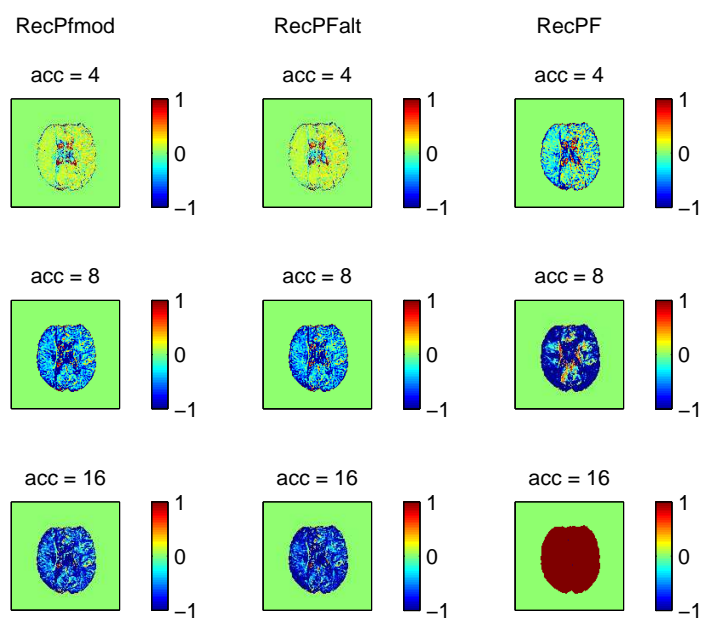 RecPfmod RecPFalt RecPF
acc = 4 acc = 4 acc = 4
1 1 1
0 0 0
−1 −1 −1
acc = 8 acc = 8 acc = 8
1 1 1
0 0 0
−1 −1 −1
acc = 16 acc = 16 acc = 16
1 1 1
0 0 0
−1 −1 −1